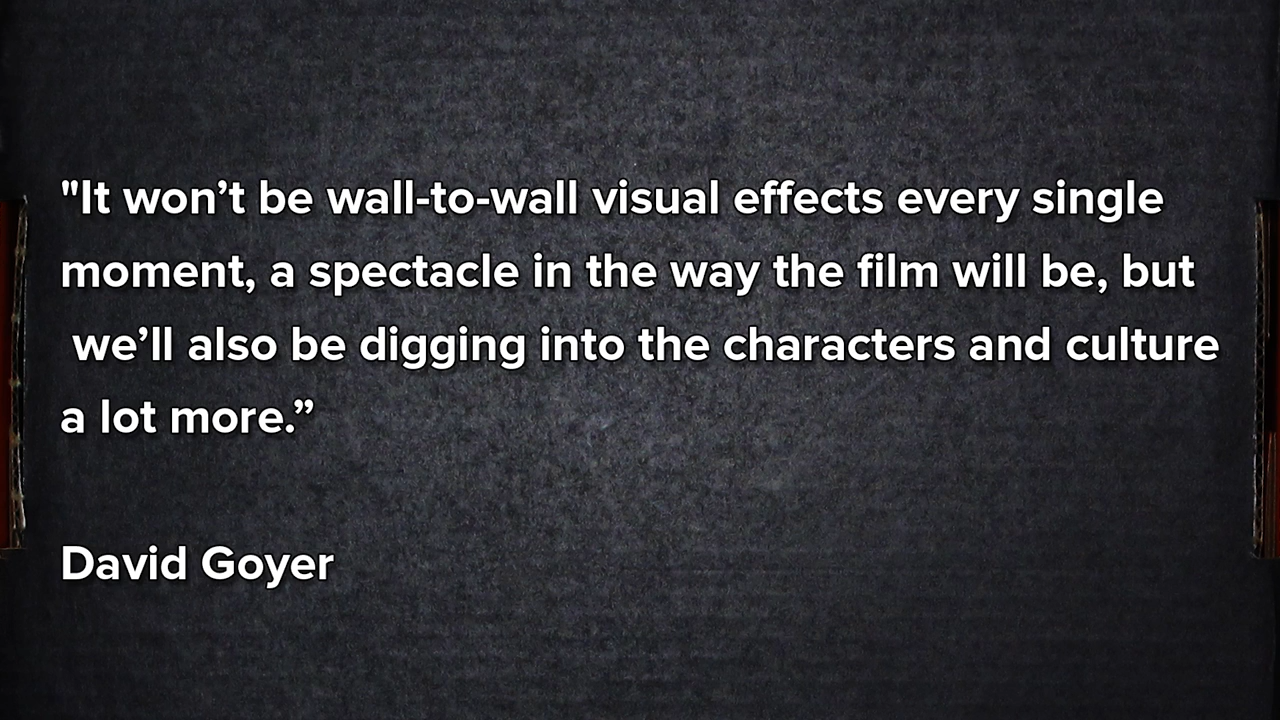 "It won’t be wall-to-wall visual effects every single
moment, a spectacle in the way the film will be, but
we’ll also be digging into the characters and culture
a lot more.”
David Goyer